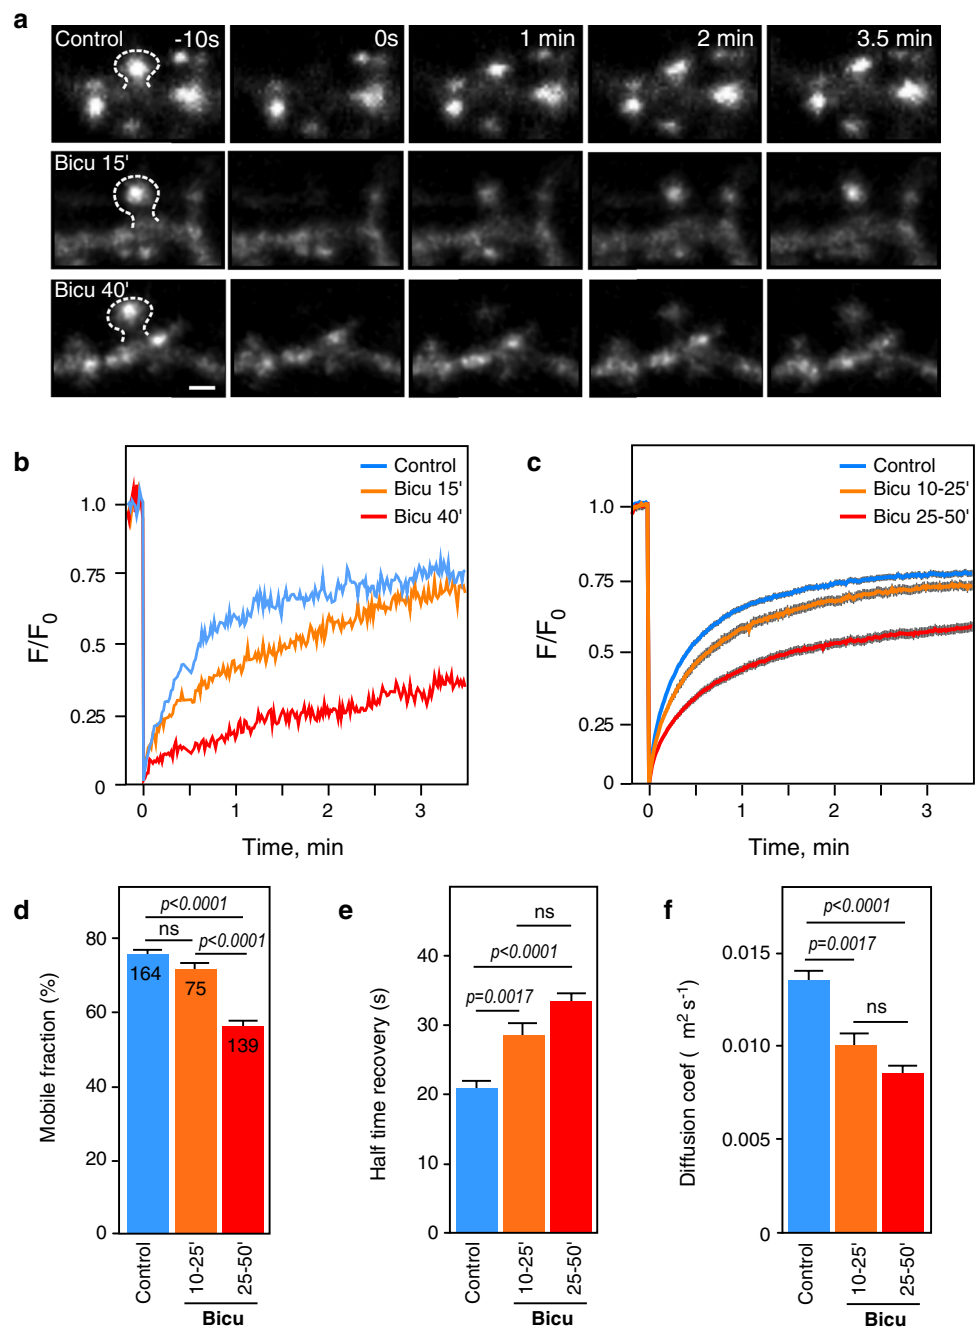 a
Control -10s 0s 1 min 2 min 3.5 min
Bicu 15'
Bicu 40'
b
Control
Bicu 15'
Bicu 40'
1.0
0.75
0.5
0.25
0
F/F0
0 1 2 3
Time, min
c
Control
Bicu 10-25'
Bicu 25-50'
1.0
0.75
0.5
0.25
0
F/F0
0 1 2 3
Time, min
d
p<0.0001
ns
p<0.0001
80
60
40
20
0
Mobile fraction (%)
164
75
139
Control
10-25'
25-50'
Bicu
e
ns
p<0.0001
p=0.0017
40
30
20
10
0
Half time recovery (s)
Control
10-25'
25-50'
Bicu
f
p<0.0001
p=0.0017
ns
0.015
0.010
0.005
0
Diffusion coef ( m2 s-1)
Control
10-25'
25-50'
Bicu